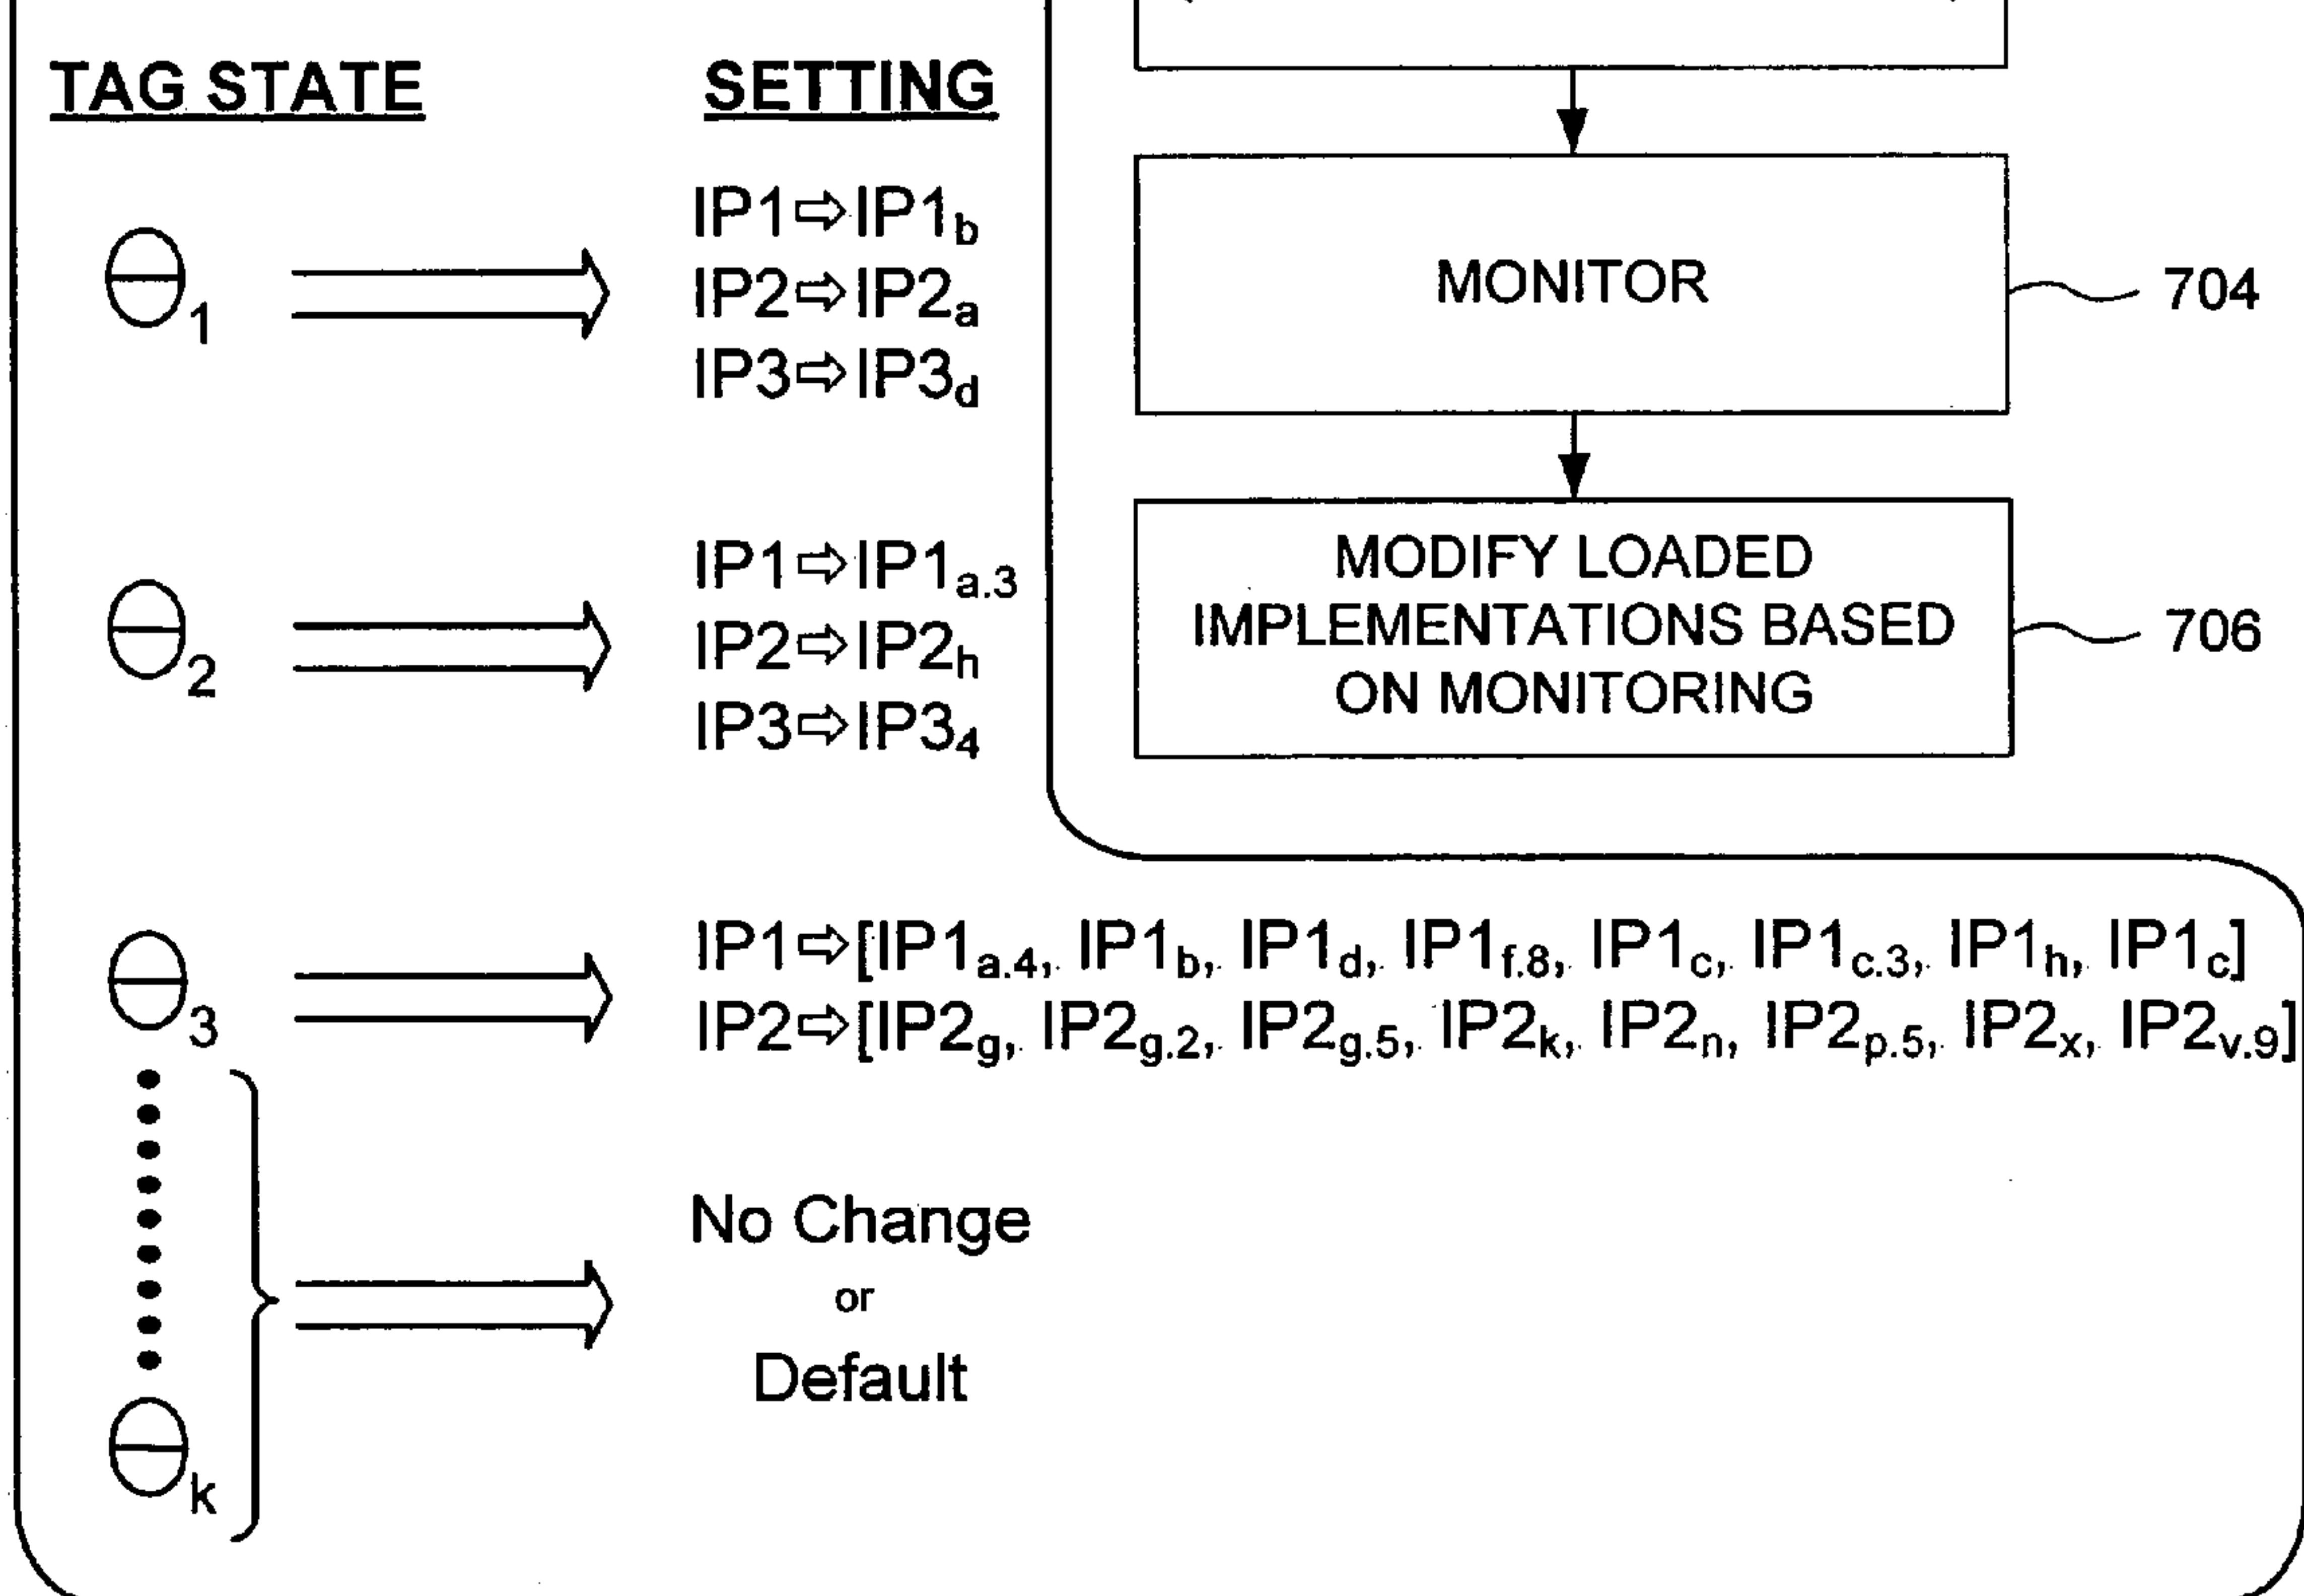 TAG STATE
SETTING
Θ₁
IP1⇨IP1b
IP2⇨IP2a
IP3⇨IP3d
Θ₂
IP1⇨IP1a.3
IP2⇨IP2h
IP3⇨IP3₄
Θ₃
IP1⇨[IP1a.4, IP1b, IP1d, IP1f.8, IP1c, IP1c.3, IP1h, IP1c]
IP2⇨[IP2g, IP2g.2, IP2g.5, IP2k, IP2n, IP2p.5, IP2x, IP2v.9]
No Change
or
Default
Θk
MONITOR
704
MODIFY LOADED
IMPLEMENTATIONS BASED
ON MONITORING
706